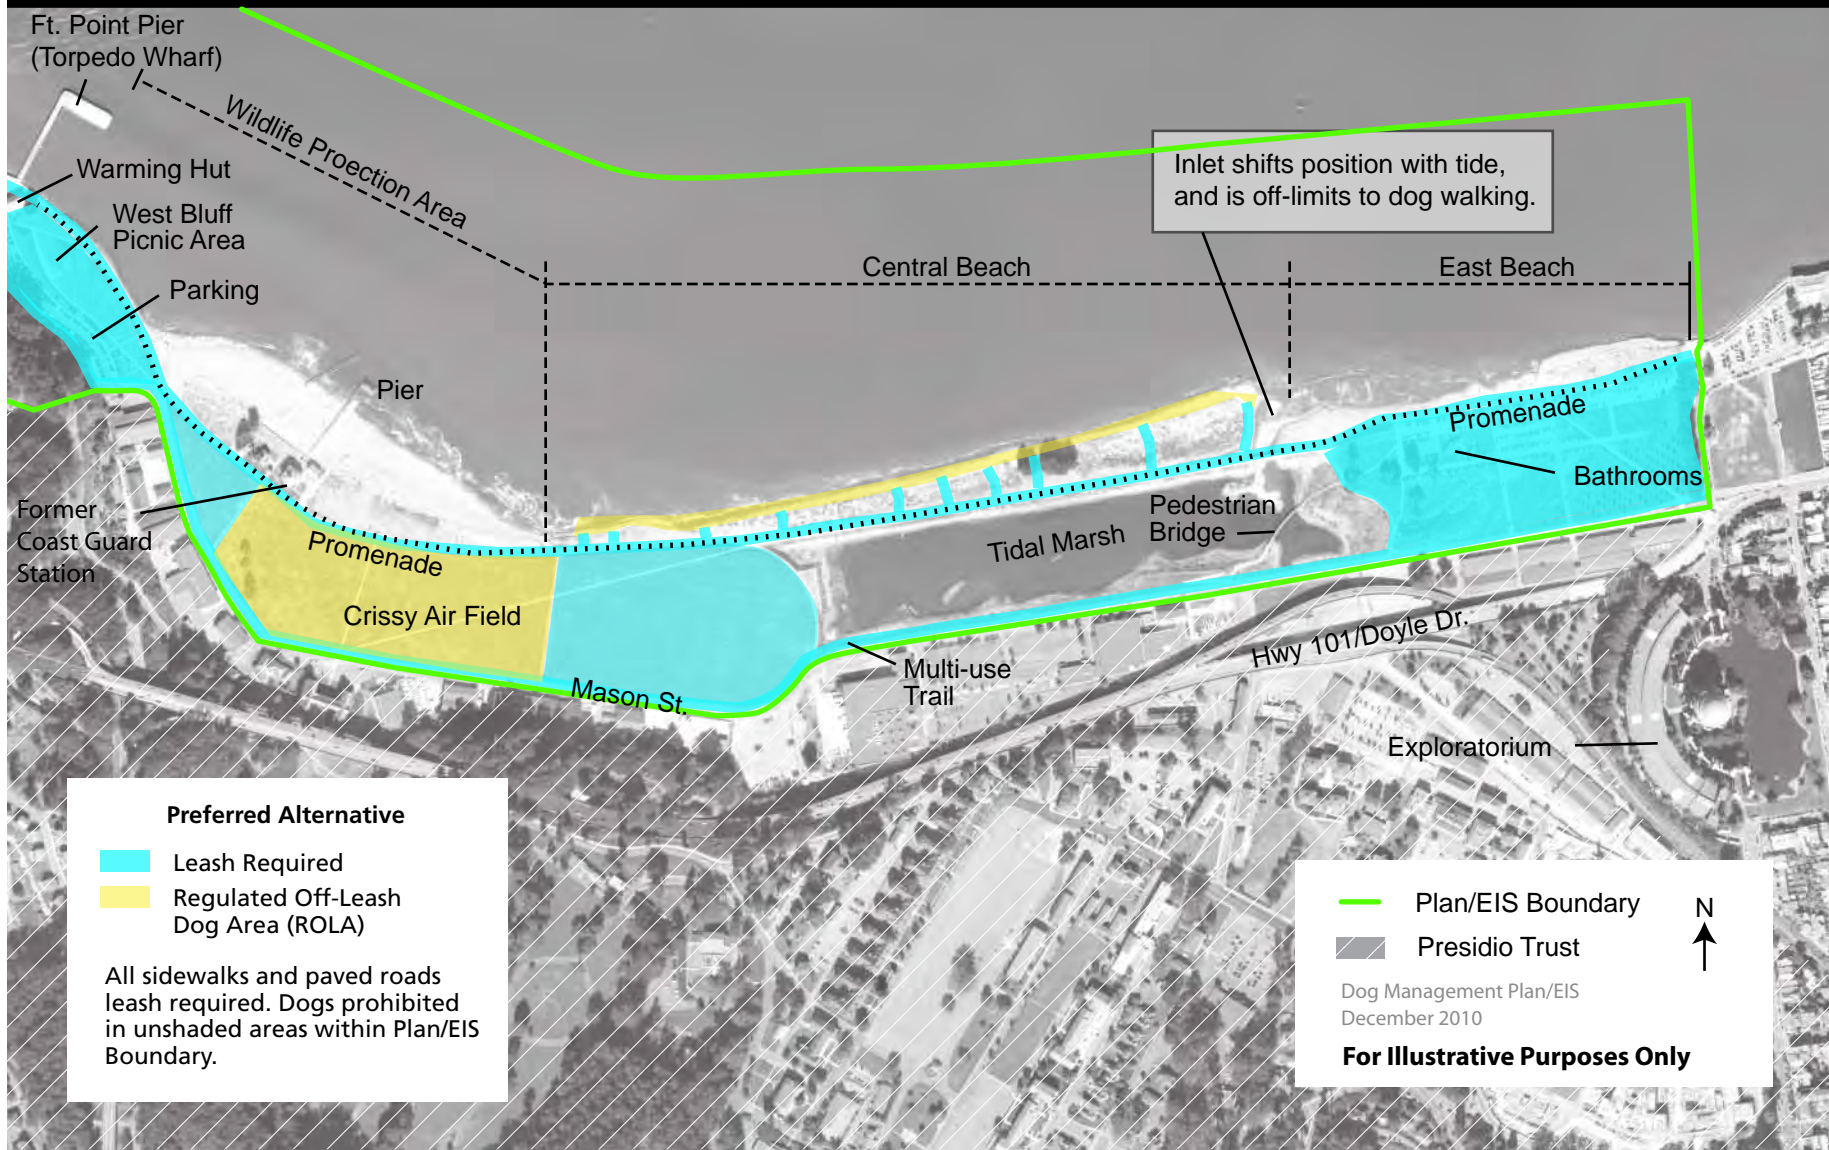 Ft. Point Pier
(Torpedo Wharf)
Wildlife Proection Area
Warming Hut
West Bluff
Picnic Area
Parking
Pier
Inlet shifts position with tide,
and is off-limits to dog walking.
Central Beach
East Beach
Promenade
Bathrooms
Former
Coast Guard
Station
Promenade
Crissy Air Field
Tidal Marsh
Pedestrian
Bridge
Mason St.
Multi-use
Trail
Hwy 101/Doyle Dr.
Exploratorium
Preferred Alternative
Leash Required
Regulated Off-Leash
Dog Area (ROLA)
All sidewalks and paved roads
leash required. Dogs prohibited
in unshaded areas within Plan/EIS
Boundary.
Plan/EIS Boundary
N
Presidio Trust
Dog Management Plan/EIS
December 2010
For Illustrative Purposes Only